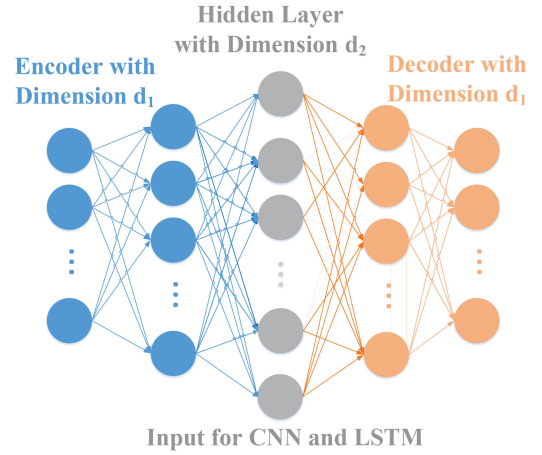 Hidden Layer
with Dimension d₂
Encoder with
Dimension d₁
Decoder with
Dimension d₁
Input for CNN and LSTM